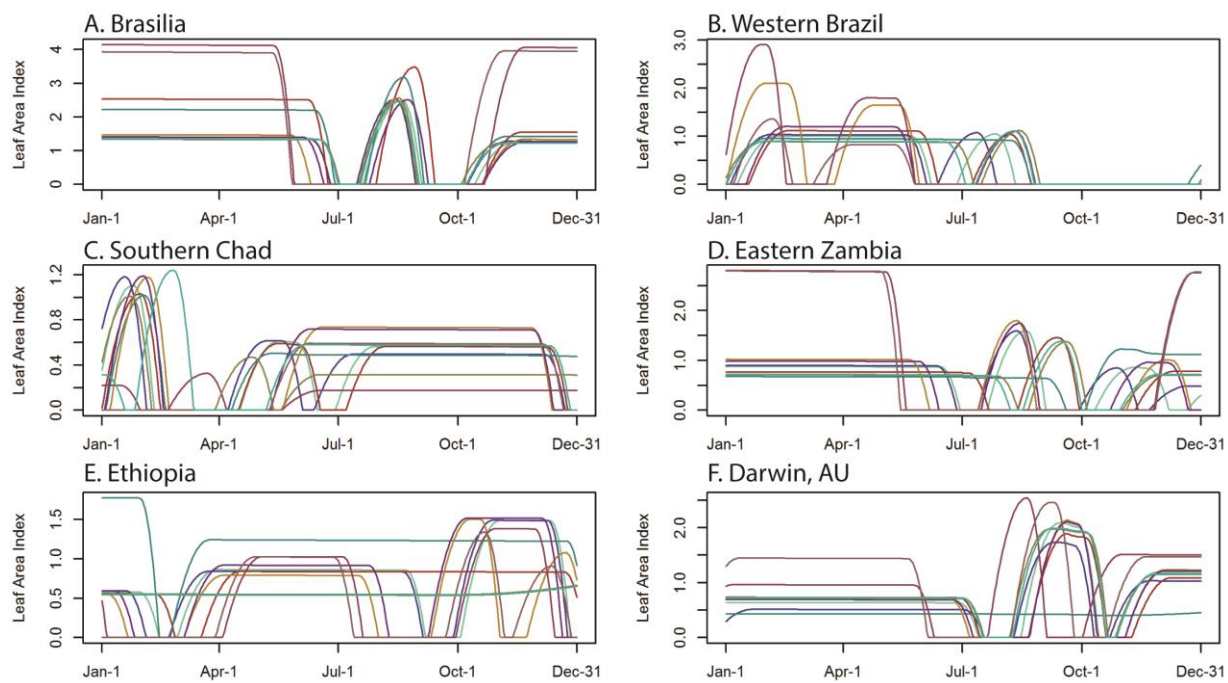 A. Brasilia
Leaf Area Index
4
3
2
1
0
Jan-1 Apr-1 Jul-1 Oct-1 Dec-31
B. Western Brazil
Leaf Area Index
3.0
2.0
1.0
0.0
Jan-1 Apr-1 Jul-1 Oct-1 Dec-31
C. Southern Chad
Leaf Area Index
1.2
0.8
0.4
0.0
Jan-1 Apr-1 Jul-1 Oct-1 Dec-31
D. Eastern Zambia
Leaf Area Index
2.0
1.0
0.0
Jan-1 Apr-1 Jul-1 Oct-1 Dec-31
E. Ethiopia
Leaf Area Index
1.5
1.0
0.5
0.0
Jan-1 Apr-1 Jul-1 Oct-1 Dec-31
F. Darwin, AU
Leaf Area Index
2.0
1.0
0.0
Jan-1 Apr-1 Jul-1 Oct-1 Dec-31